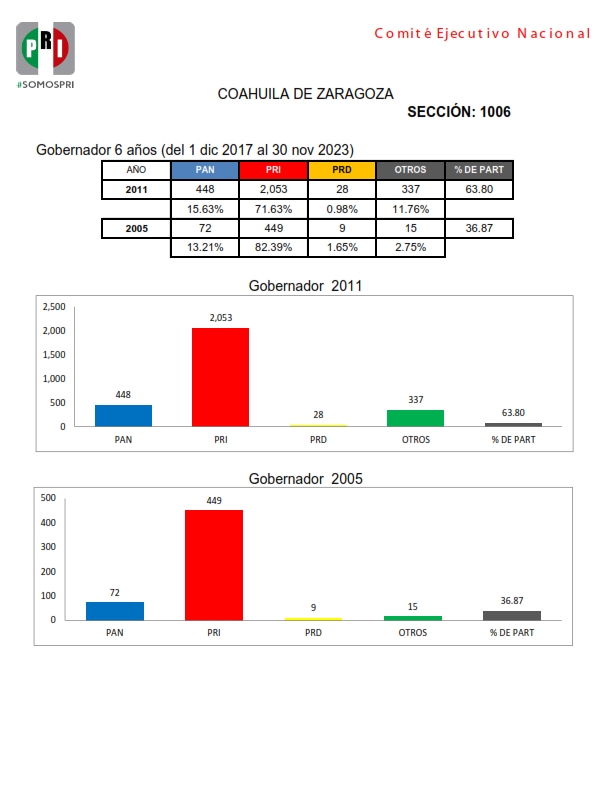 PRI
Comité Ejecutivo Nacional
#SOMOSPRI
COAHUILA DE ZARAGOZA
SECCIÓN: 1006
Gobernador 6 años (del 1 dic 2017 al 30 nov 2023)
AÑO PAN PRI PRD OTROS % DE PART
2011 448 2,053 28 337 63.80
15.63% 71.63% 0.98% 11.76%
2005 72 449 9 15 36.87
13.21% 82.39% 1.65% 2.75%
Gobernador 2011
2,500
2,000
1,500
1,000
500
0
448 2,053 28 337 63.80
PAN PRI PRD OTROS % DE PART
Gobernador 2005
500
400
300
200
100
0
72 449 9 15 36.87
PAN PRI PRD OTROS % DE PART